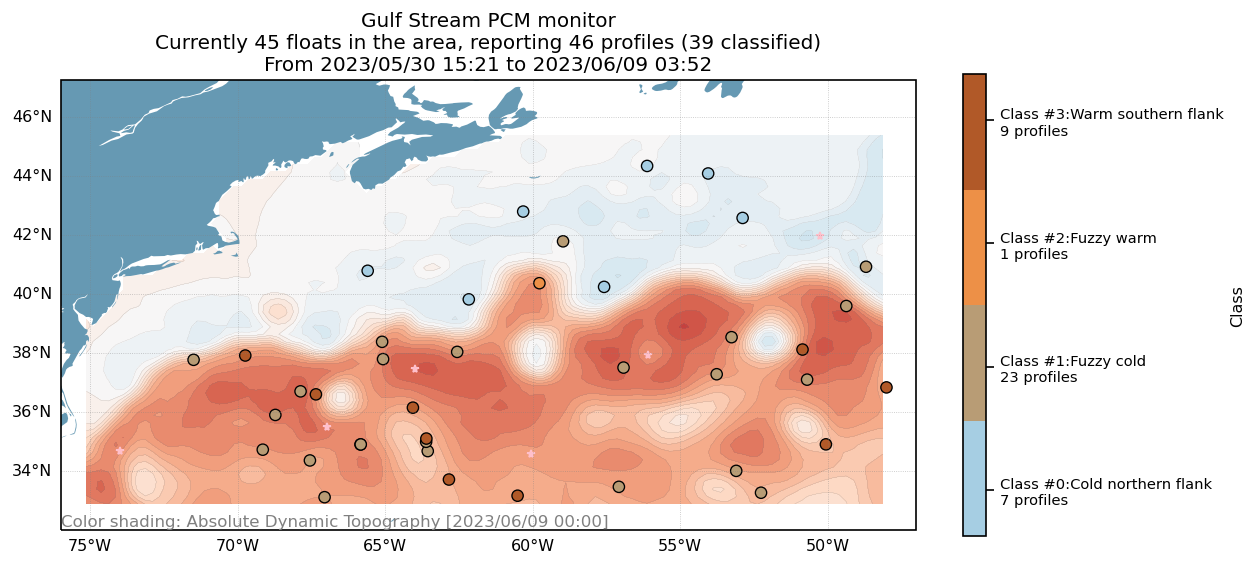 Gulf Stream PCM monitor
Currently 45 floats in the area, reporting 46 profiles (39 classified)
From 2023/05/30 15:21 to 2023/06/09 03:52
46°N
44°N
42°N
40°N
38°N
36°N
34°N
Color shading: Absolute Dynamic Topography [2023/06/09 00:00]
75°W 70°W 65°W 60°W 55°W 50°W
Class #3:Warm southern flank
9 profiles
Class #2:Fuzzy warm
1 profiles
Class #1:Fuzzy cold
23 profiles
Class #0:Cold northern flank
7 profiles
Class